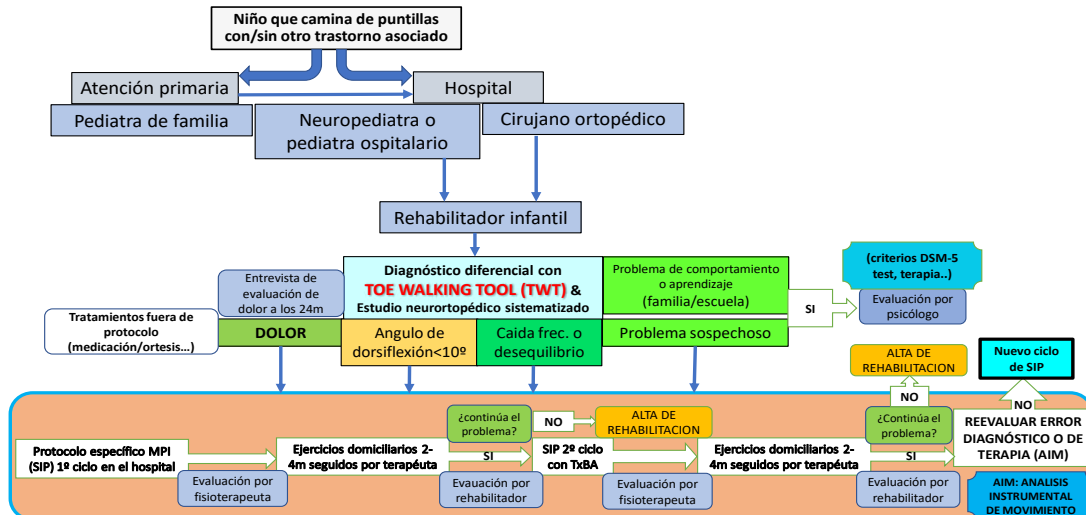 Niño que camina de puntillas
con/sin otro trastorno asociado
Atención primaria
Hospital
Pediatra de familia
Neuropediatra o
pediatra ospitalario
Cirujano ortopédico
Rehabilitador infantil
Entrevista de
evaluación de
dolor a los 24m
Diagnóstico diferencial con
TOE WALKING TOOL (TWT) &
Estudio neurortopédico sistematizado
Problema de comportamiento
o aprendizaje
(familia/escuela)
(criterios DSM-5
test, terapia..)
SI
Evaluación por
psicólogo
Tratamientos fuera de
protocolo
(medicación/ortesis...)
DOLOR
Angulo de
dorsiflexión<10º
Caida frec. o
desequilibrio
Problema sospechoso
ALTA DE
REHABILITACION
Nuevo ciclo
de SIP
NO
NO
¿continúa el
problema?
NO
ALTA DE
REHABILITACION
¿Continúa el
problema?
REEVALUAR ERROR
DIAGNÓSTICO O DE
TERAPIA (AIM)
Protocolo específico MPI
(SIP) 1º ciclo en el hospital
Ejercicios domiciliarios 2-
4m seguidos por terapéuta
SI
SIP 2º ciclo
con TxBA
Ejercicios domiciliarios 2-
4m seguidos por terapéuta
SI
Evaluación por
fisioterapeuta
Evaluación por
rehabilitador
Evaluación por
fisioterapeuta
Evaluación por
rehabilitador
AIM: ANALISIS
INSTRUMENTAL
DE MOVIMIENTO